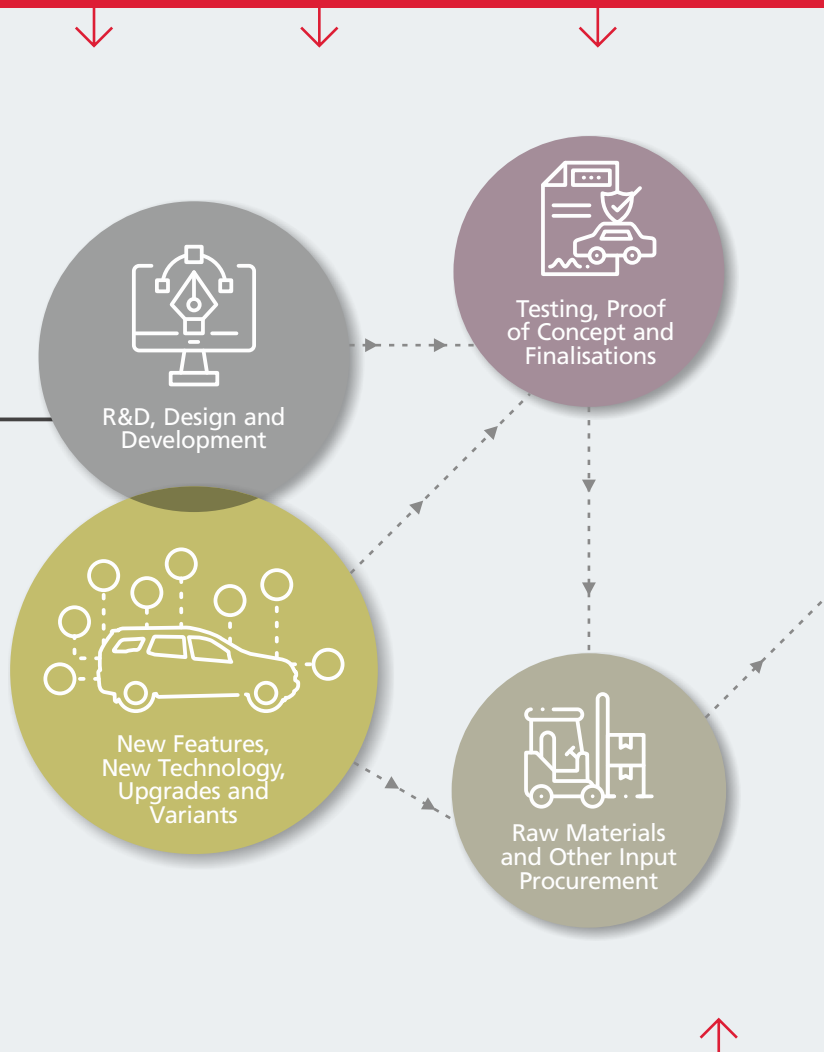 Testing, Proof
of Concept and
Finalisations
R&D, Design and
Development
New Features,
New Technology,
Upgrades and
Variants
Raw Materials
and Other Input
Procurement